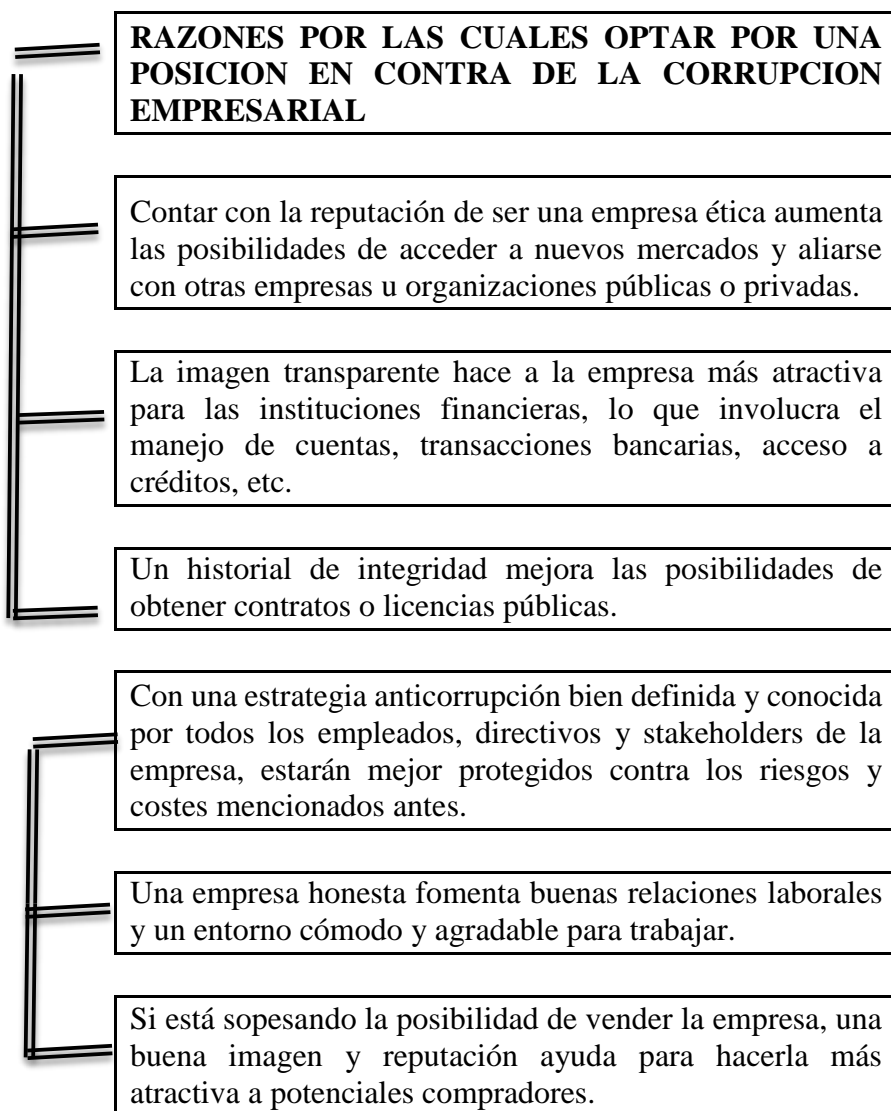 RAZONES POR LAS CUALES OPTAR POR UNA
POSICION EN CONTRA DE LA CORRUPCION
EMPRESARIAL
Contar con la reputación de ser una empresa ética aumenta
las posibilidades de acceder a nuevos mercados y aliarse
con otras empresas u organizaciones públicas o privadas.
La imagen transparente hace a la empresa más atractiva
para las instituciones financieras, lo que involucra el
manejo de cuentas, transacciones bancarias, acceso a
créditos, etc.
Un historial de integridad mejora las posibilidades de
obtener contratos o licencias públicas.
Con una estrategia anticorrupción bien definida y conocida
por todos los empleados, directivos y stakeholders de la
empresa, estarán mejor protegidos contra los riesgos y
costes mencionados antes.
Una empresa honesta fomenta buenas relaciones laborales
y un entorno cómodo y agradable para trabajar.
Si está sopesando la posibilidad de vender la empresa, una
buena imagen y reputación ayuda para hacerla más
atractiva a potenciales compradores.